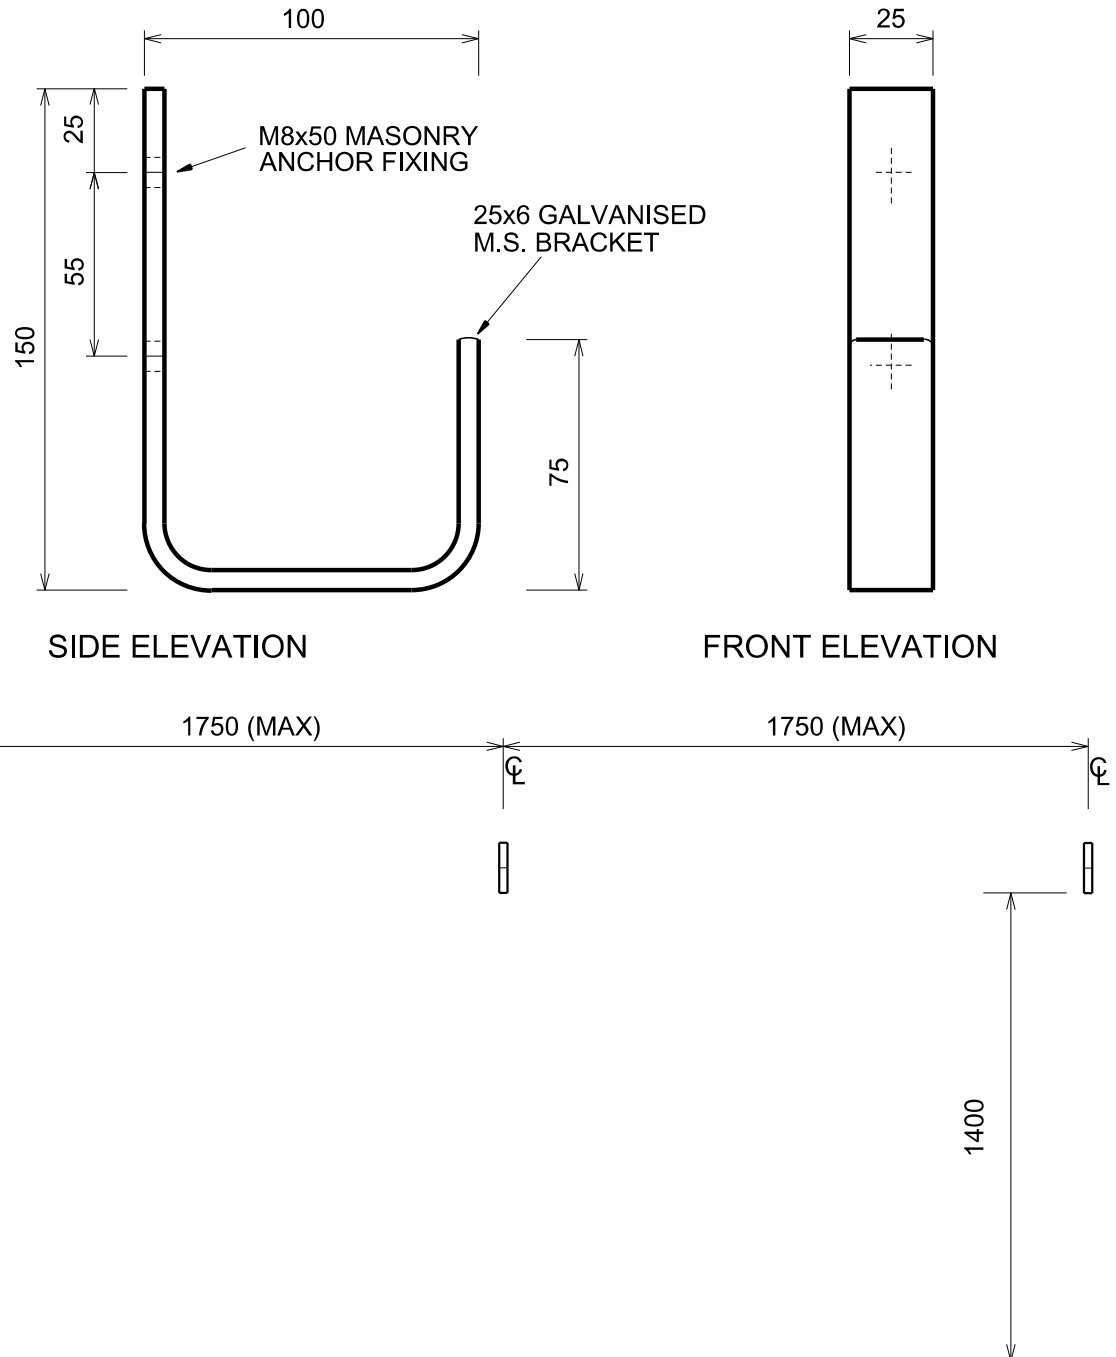 100
25
25
M8x50 MASONRY
ANCHOR FIXING
25x6 GALVANISED
M.S. BRACKET
55
150
75
SIDE ELEVATION
FRONT ELEVATION
1750 (MAX)
1750 (MAX)
℄
℄
1400